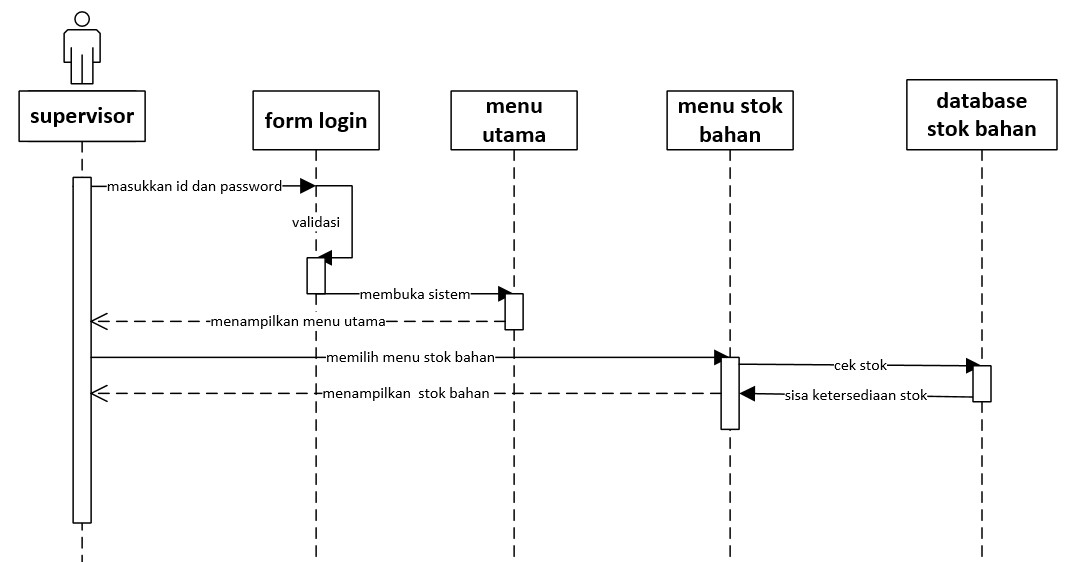 supervisor
form login
menu
utama
menu stok
bahan
database
stok bahan
masukkan id dan password
validasi
membuka sistem
menampilkan menu utama
memilih menu stok bahan
cek stok
menampilkan stok bahan
sisa ketersediaan stok